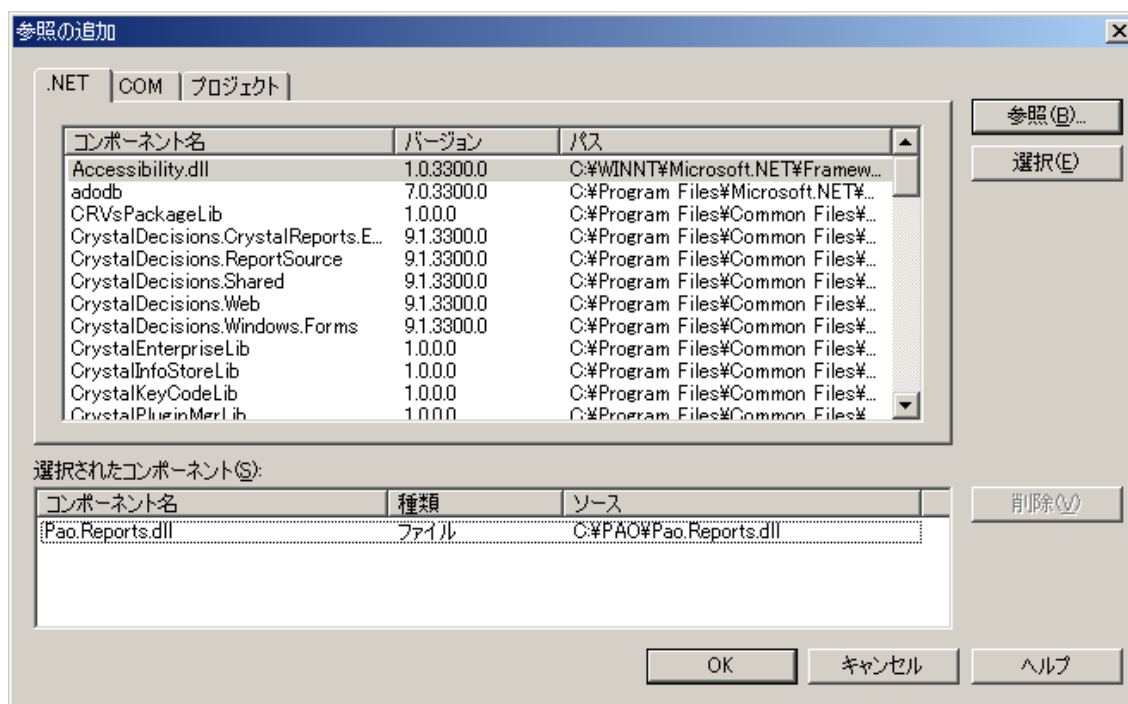 参照の追加
.NET COM プロジェクト
参照(B)...
選択(E)
コンポーネント名 バージョン パス
Accessibility.dll 1.0.3300.0 C:¥WINNT¥Microsoft.NET¥Framew...
adodb 7.0.3300.0 C:¥Program Files¥Microsoft.NET¥...
CRVsPackageLib 1.0.0.0 C:¥Program Files¥Common Files¥...
CrystalDecisions.CrystalReports.E... 9.1.3300.0 C:¥Program Files¥Common Files¥...
CrystalDecisions.ReportSource 9.1.3300.0 C:¥Program Files¥Common Files¥...
CrystalDecisions.Shared 9.1.3300.0 C:¥Program Files¥Common Files¥...
CrystalDecisions.Web 9.1.3300.0 C:¥Program Files¥Common Files¥...
CrystalDecisions.Windows.Forms 9.1.3300.0 C:¥Program Files¥Common Files¥...
CrystalEnterpriseLib 1.0.0.0 C:¥Program Files¥Common Files¥...
CrystalInfoStoreLib 1.0.0.0 C:¥Program Files¥Common Files¥...
CrystalKeyCodeLib 1.0.0.0 C:¥Program Files¥Common Files¥...
CrystalPluginMgrLib 1.0.0.0 C:¥Program Files¥Common Files¥...
選択されたコンポーネント(S):
コンポーネント名 種類 ソース
Pao.Reports.dll ファイル C:¥PAO¥Pao.Reports.dll
削除(V)
OK キャンセル ヘルプ